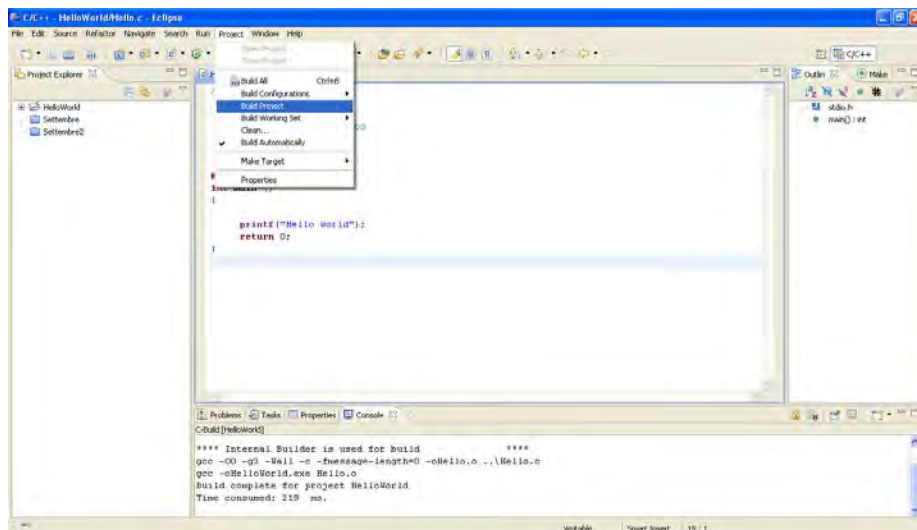 C/C++ - HelloWorld/Hello.c - Eclipse
File Edit Source Refactor Navigate Search Run Project Window Help
C/C++
Project Explorer
Outlin
Make
Build All Ctrl+B
Build Configurations
Build Project
Build Working Set
Clean...
Build Automatically
Make Target
Properties
HelloWorld
Settembre
Settembre2
stdio.h
main() : int
int main ()
{
printf("Hello world");
return 0;
}
Problems Tasks Properties Console
C-Build [HelloWorld]
**** Internal Builder is used for build ****
gcc -O0 -g3 -Wall -c -fmessage-length=0 -oHello.o ..\Hello.c
gcc -oHelloWorld.exe Hello.o
Build complete for project HelloWorld
Time consumed: 219 ms.
Writable Smart Insert 15 : 1